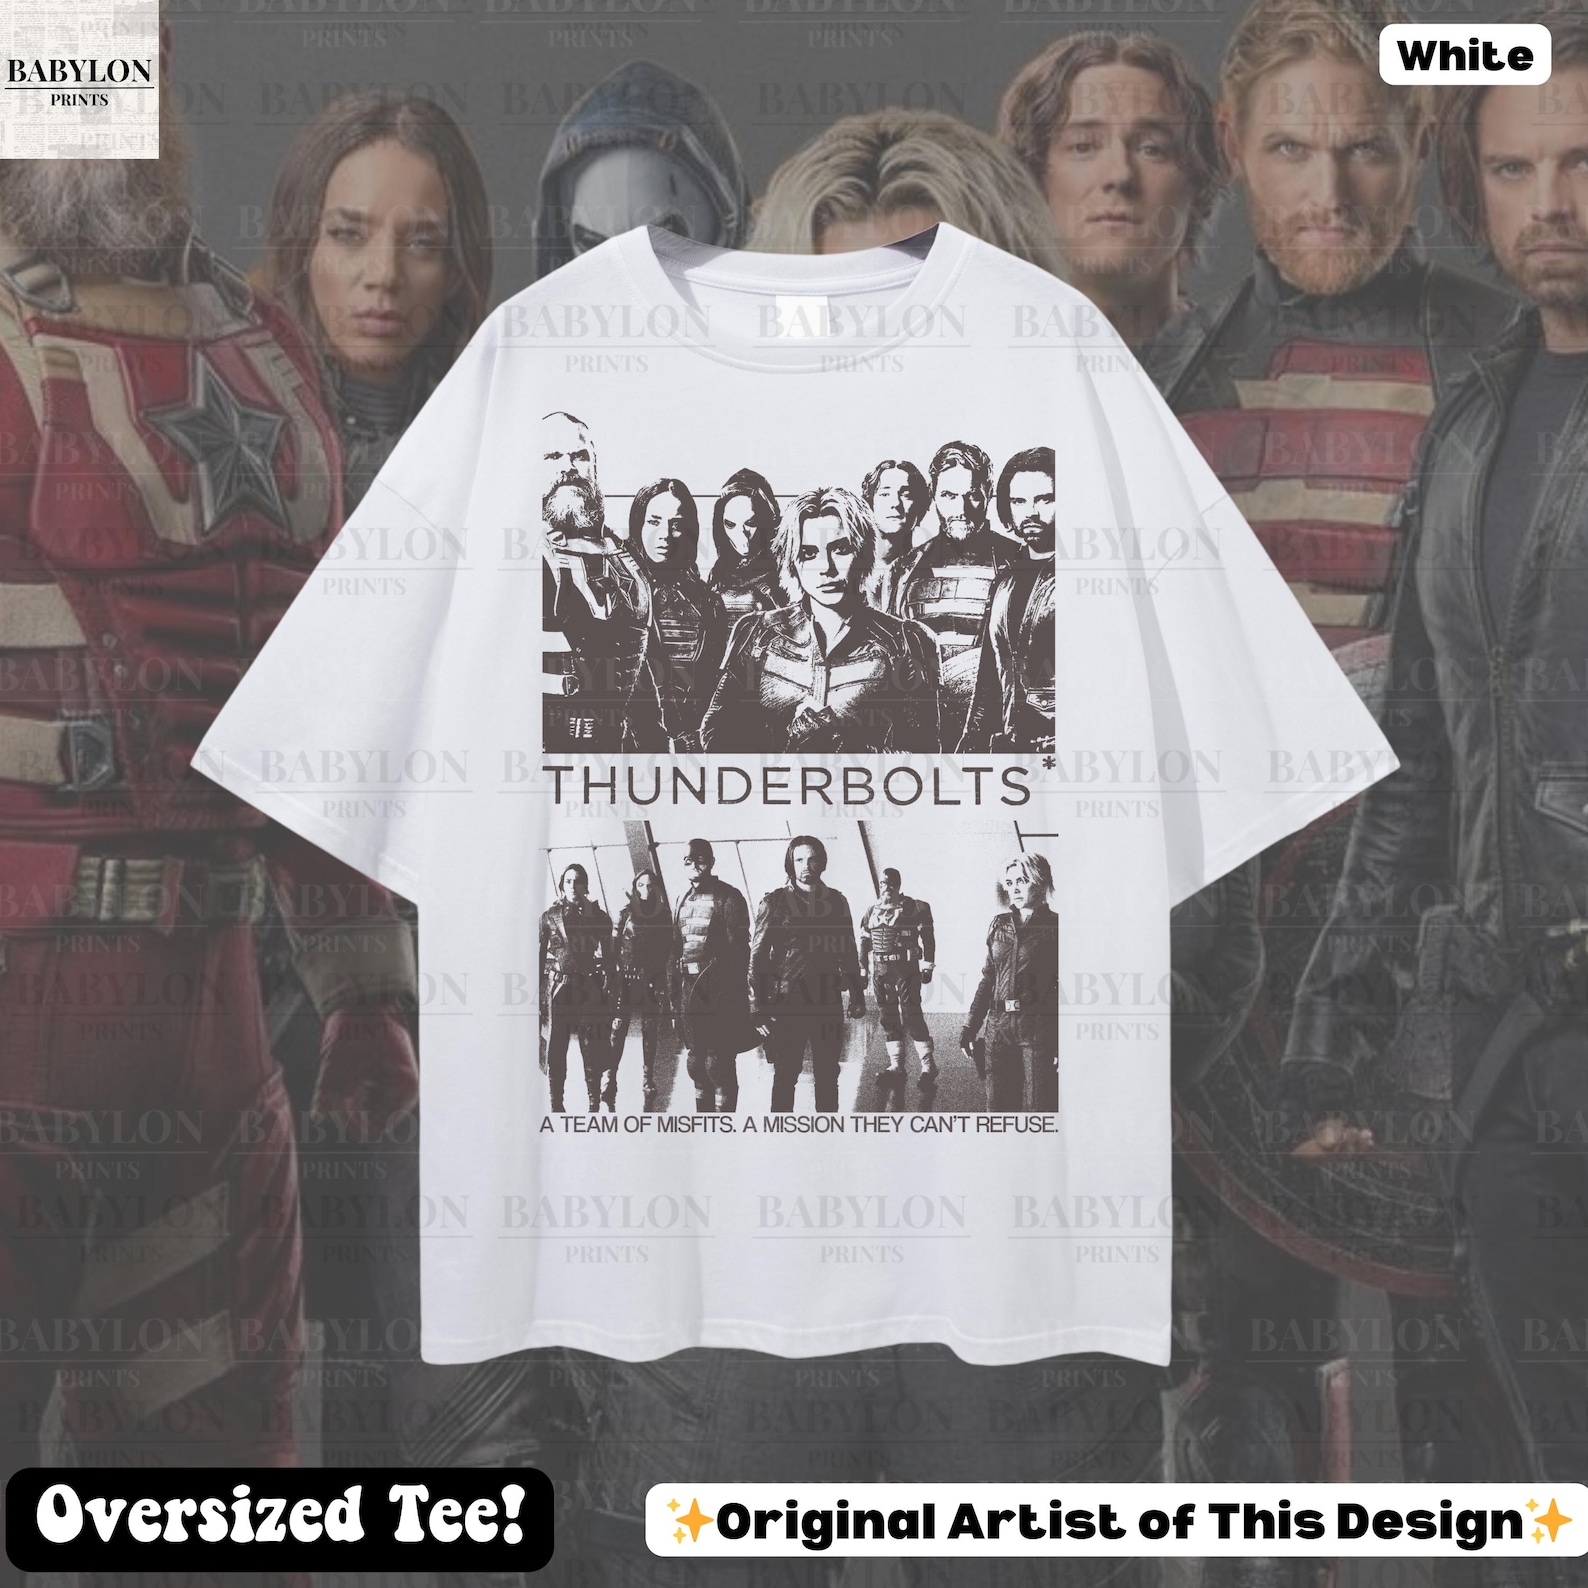 BABYLON
PRINTS
White
THUNDERBOLTS*
A TEAM OF MISFITS. A MISSION THEY CAN'T REFUSE.
Oversized Tee!
✨Original Artist of This Design✨